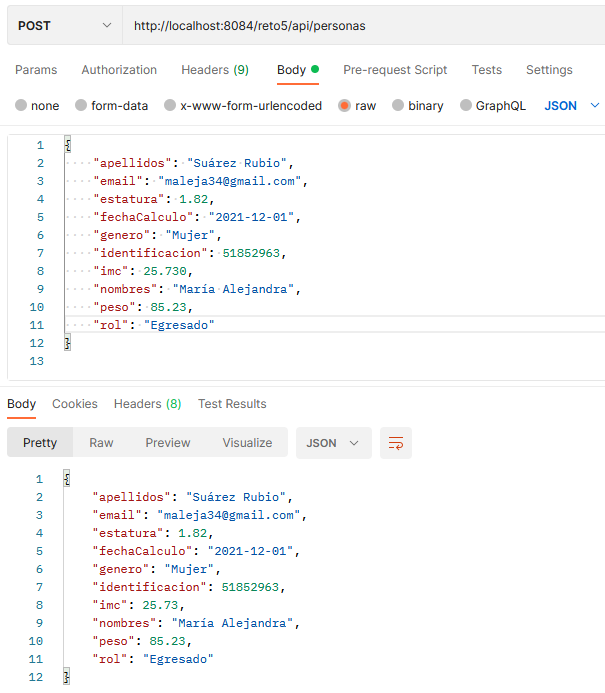 POST http://localhost:8084/reto5/api/personas
Params Authorization Headers (9) Body Pre-request Script Tests Settings
none form-data x-www-form-urlencoded raw binary GraphQL JSON
1 {
2 "apellidos": "Suárez Rubio",
3 "email": "maleja34@gmail.com",
4 "estatura": 1.82,
5 "fechaCalculo": "2021-12-01",
6 "genero": "Mujer",
7 "identificacion": 51852963,
8 "imc": 25.730,
9 "nombres": "María Alejandra",
10 "peso": 85.23,
11 "rol": "Egresado"
12 }
13
Body Cookies Headers (8) Test Results
Pretty Raw Preview Visualize JSON
1 {
2 "apellidos": "Suárez Rubio",
3 "email": "maleja34@gmail.com",
4 "estatura": 1.82,
5 "fechaCalculo": "2021-12-01",
6 "genero": "Mujer",
7 "identificacion": 51852963,
8 "imc": 25.73,
9 "nombres": "María Alejandra",
10 "peso": 85.23,
11 "rol": "Egresado"
12 }